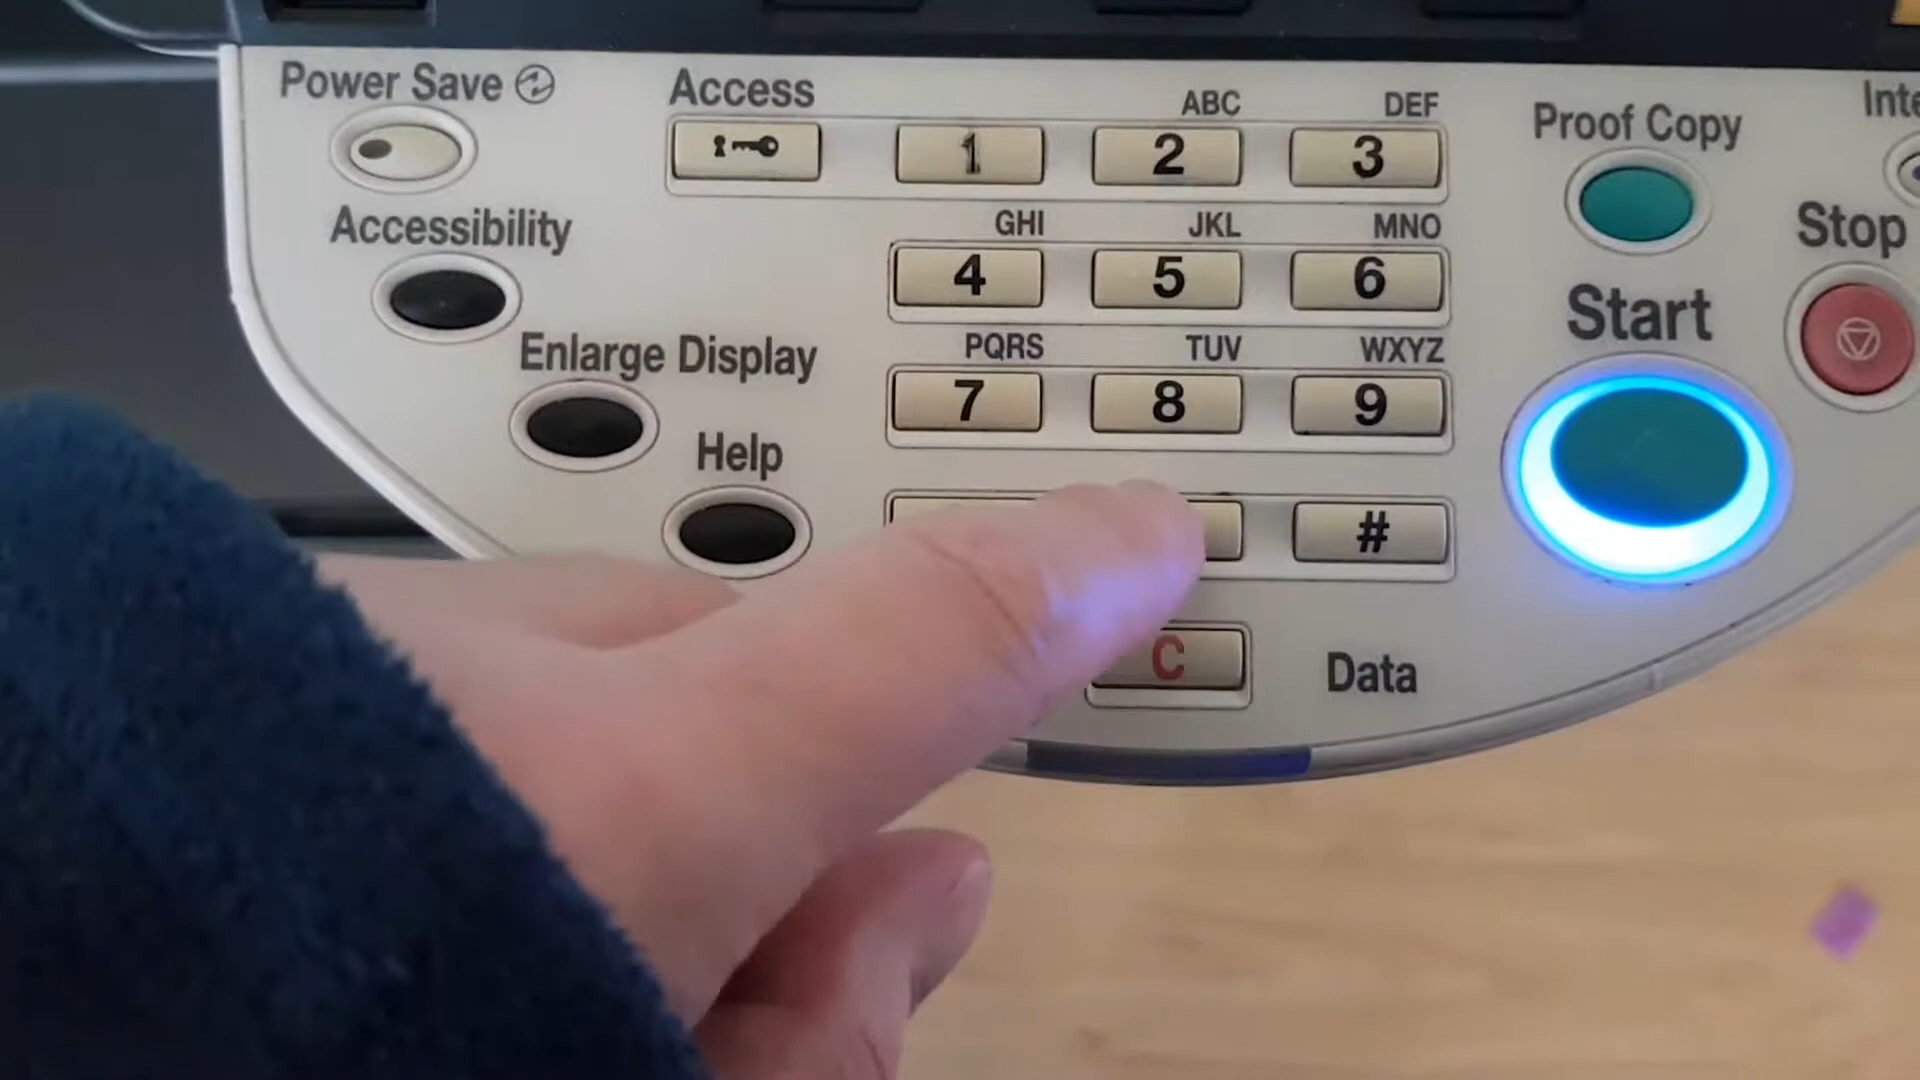 Power Save
Access
ABC
DEF
1
2
3
Proof Copy
Inte
Accessibility
GHI
JKL
MNO
Stop
4
5
6
Start
Enlarge Display
PQRS
TUV
WXYZ
7
8
9
Help
#
C
Data